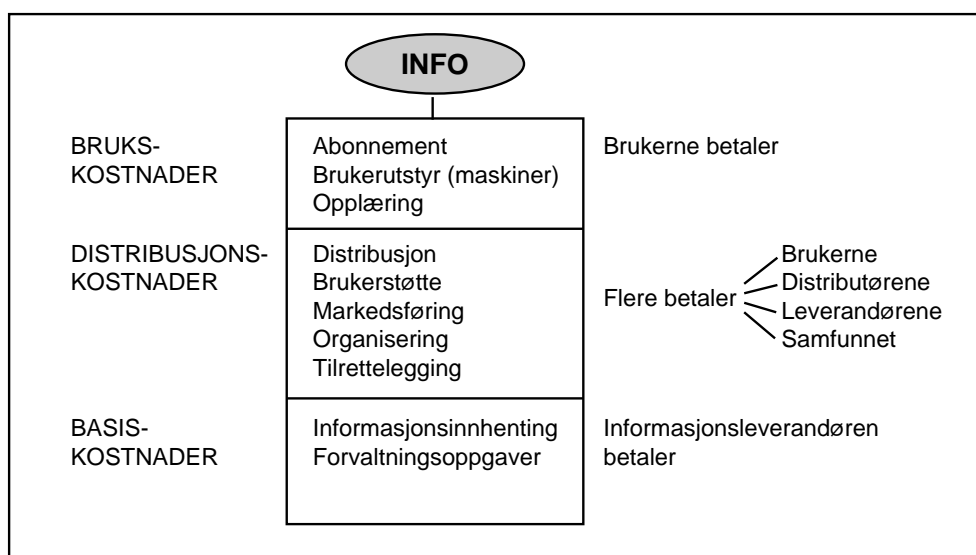 INFO
BRUKS-
KOSTNADER
Abonnement
Brukerutstyr (maskiner)
Opplæring
Brukerne betaler
DISTRIBUSJONS-
KOSTNADER
Distribusjon
Brukerstøtte
Markedsføring
Organisering
Tilrettelegging
Flere betaler
Brukerne
Distributørene
Leverandørene
Samfunnet
BASIS-
KOSTNADER
Informasjonsinnhenting
Forvaltningsoppgaver
Informasjonsleverandøren
betaler